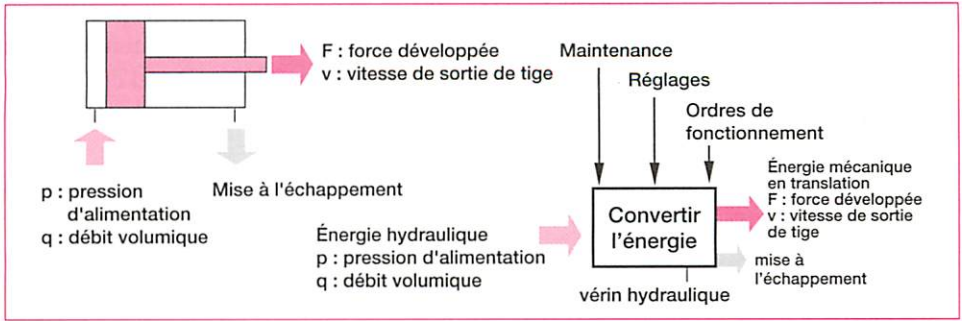 F : force développée
v : vitesse de sortie de tige
p : pression
d'alimentation
q : débit volumique
Mise à l'échappement
Maintenance
Réglages
Ordres de
fonctionnement
Énergie hydraulique
p : pression d'alimentation
q : débit volumique
Convertir
l'énergie
Énergie mécanique
en translation
F : force développée
v : vitesse de sortie
de tige
mise à
l'échappement
vérin hydraulique